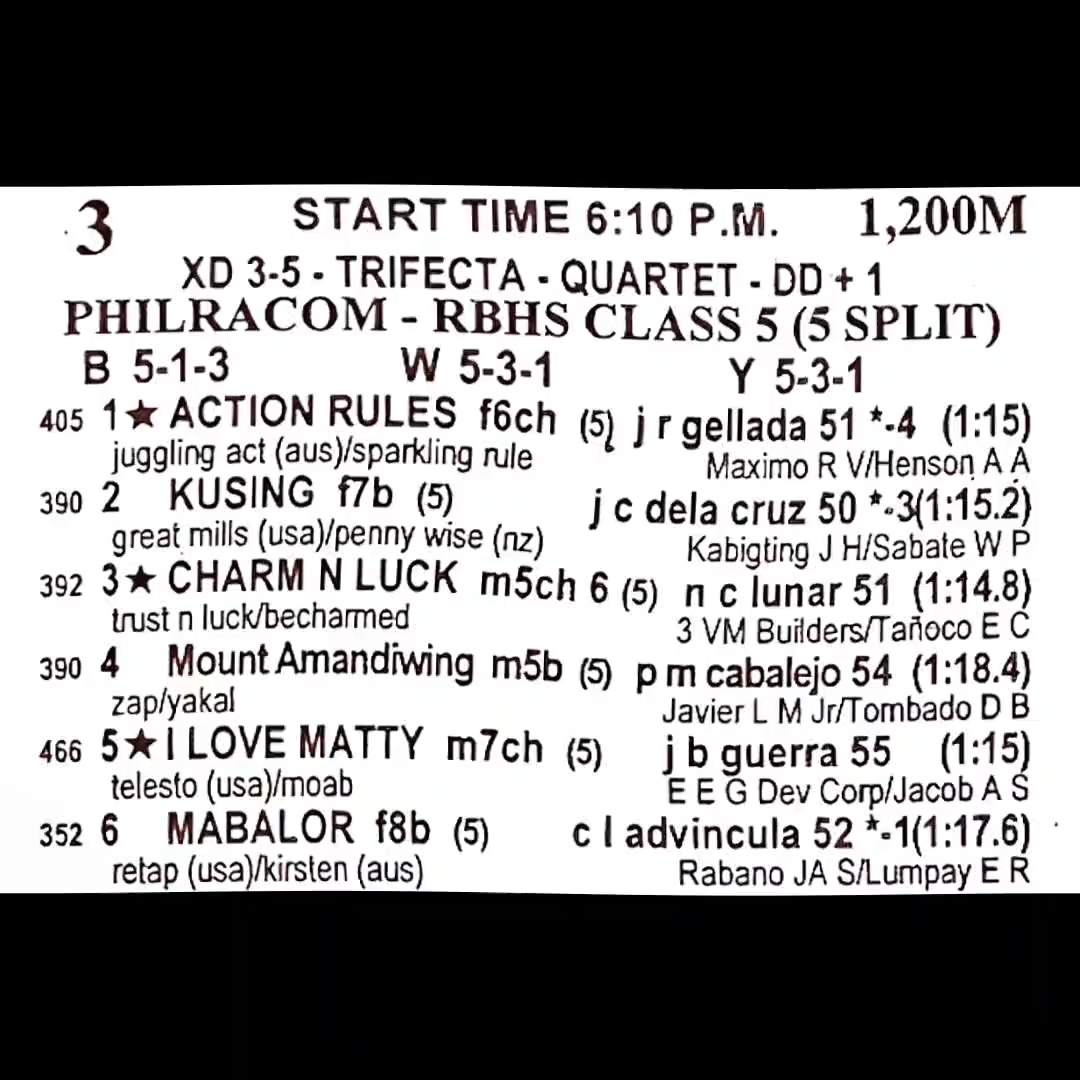 3 START TIME 6:10 P.M. 1,200M
XD 3-5 - TRIFECTA - QUARTET - DD + 1
PHILRACOM - RBHS CLASS 5 (5 SPLIT)
B 5-1-3 W 5-3-1 Y 5-3-1
405 1★ ACTION RULES f6ch (5) j r gellada 51 *-4 (1:15)
juggling act (aus)/sparkling rule Maximo R V/Henson A A
390 2 KUSING f7b (5) j c dela cruz 50 *-3(1:15.2)
great mills (usa)/penny wise (nz) Kabigting J H/Sabate W P
392 3★ CHARM N LUCK m5ch 6 (5) n c lunar 51 (1:14.8)
trust n luck/becharmed 3 VM Builders/Tañoco E C
390 4 Mount Amandiwing m5b (5) p m cabalejo 54 (1:18.4)
zap/yakal Javier L M Jr/Tombado D B
466 5★ I LOVE MATTY m7ch (5) j b guerra 55 (1:15)
telesto (usa)/moab E E G Dev Corp/Jacob A S
352 6 MABALOR f8b (5) c l advincula 52 *-1(1:17.6)
retap (usa)/kirsten (aus) Rabano JA S/Lumpay E R